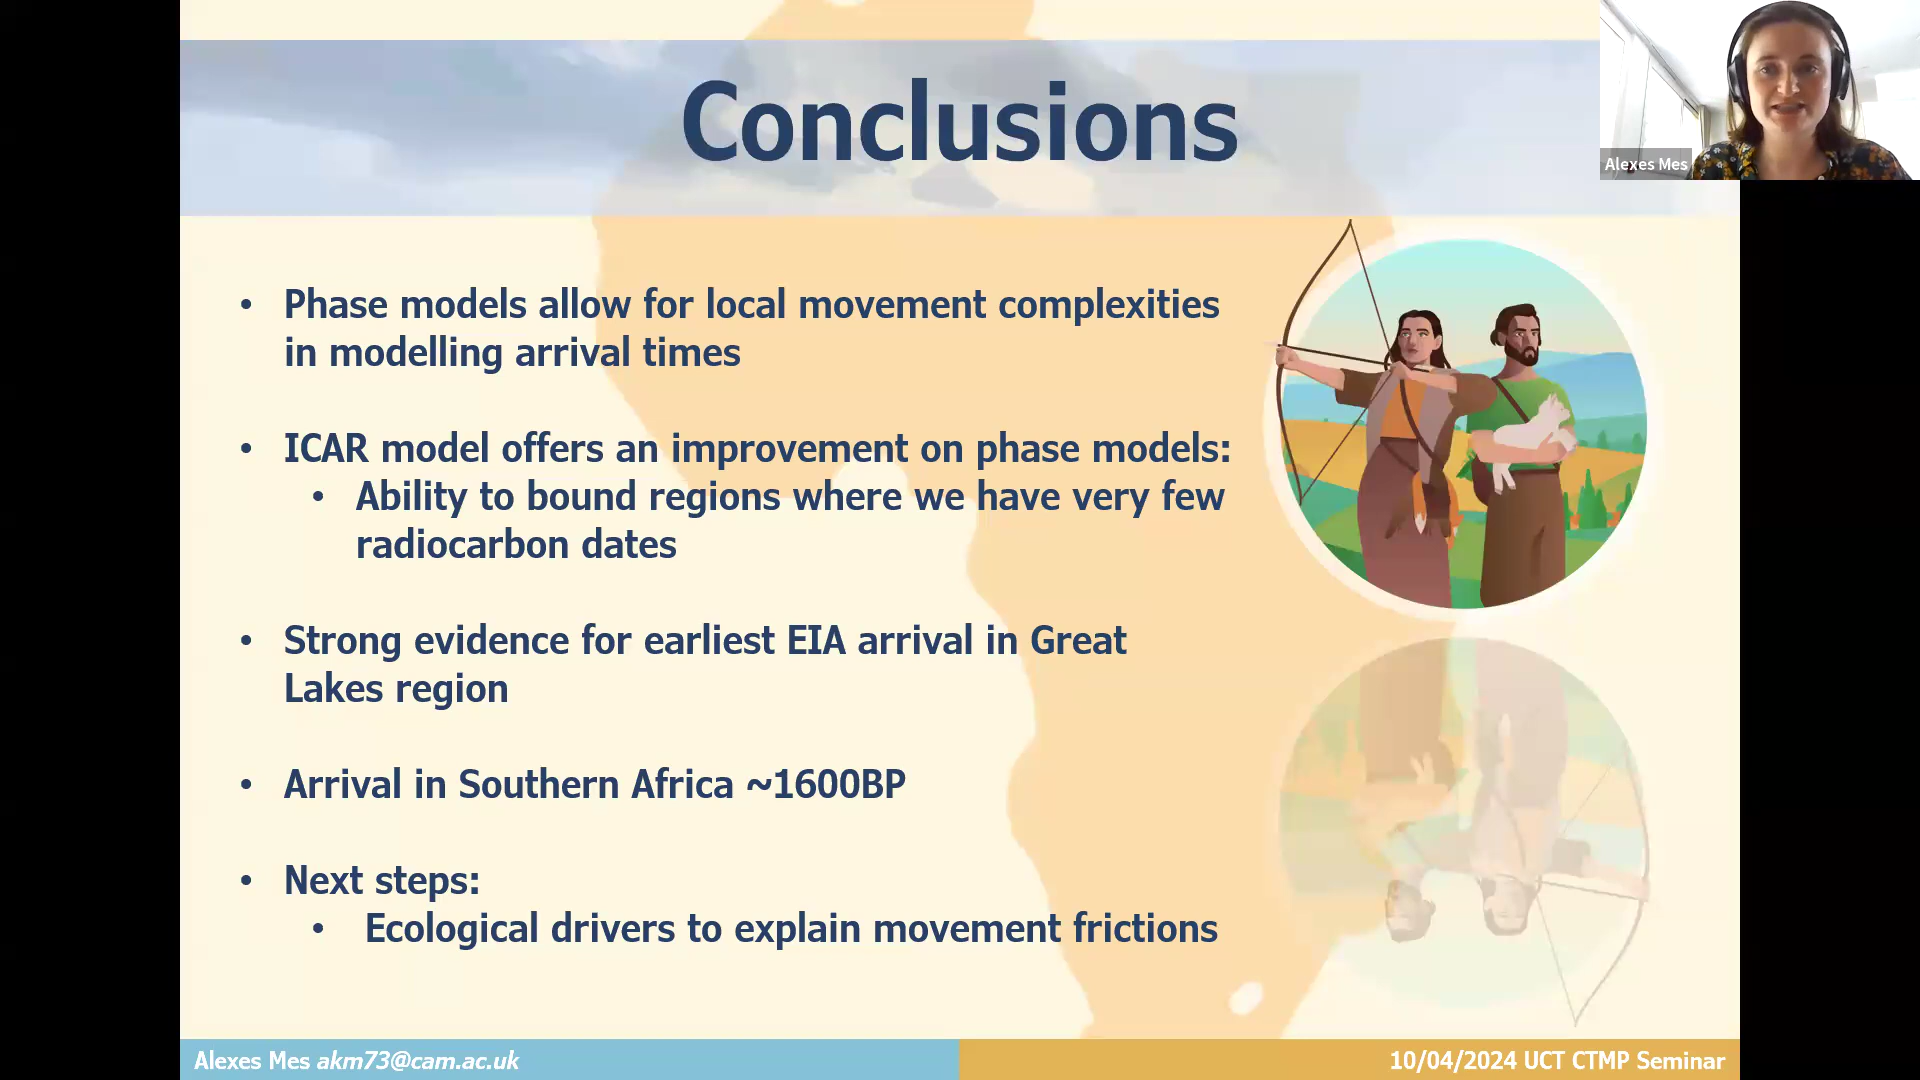 Conclusions
Alexes Mes
• Phase models allow for local movement complexities
in modelling arrival times
• ICAR model offers an improvement on phase models:
• Ability to bound regions where we have very few
radiocarbon dates
• Strong evidence for earliest EIA arrival in Great
Lakes region
• Arrival in Southern Africa ~1600BP
• Next steps:
• Ecological drivers to explain movement frictions
Alexes Mes akm73@cam.ac.uk
10/04/2024 UCT CTMP Seminar